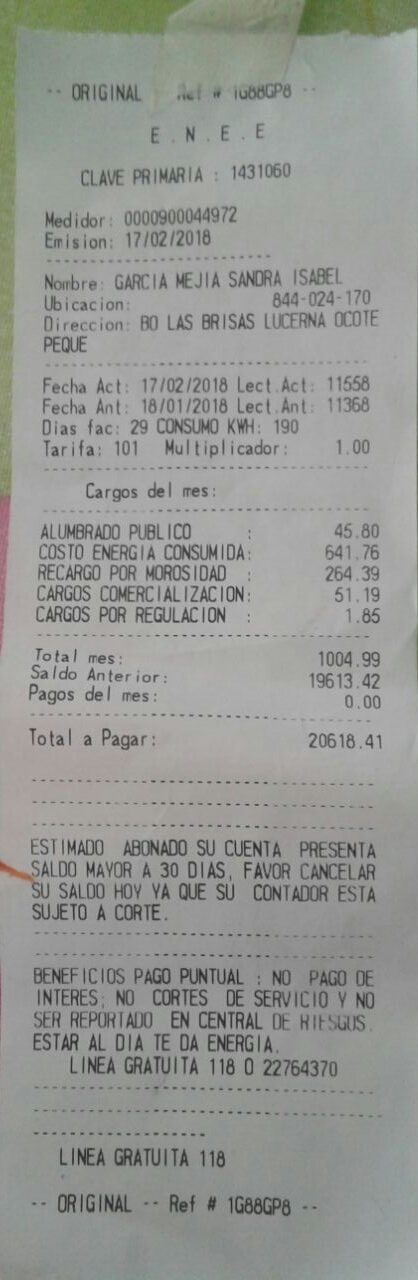 -- ORIGINAL Ref # 1G88GP8 --
E . N . E . E
CLAVE PRIMARIA : 1431060
Medidor: 0000900044972
Emision: 17/02/2018
Nombre: GARCIA MEJIA SANDRA ISABEL
Ubicacion: 844-024-170
Direccion: BO LAS BRISAS LUCERNA OCOTE
PEQUE
Fecha Act: 17/02/2018 Lect.Act: 11558
Fecha Ant: 18/01/2018 Lect.Ant: 11368
Dias fac: 29 CONSUMO KWH: 190
Tarifa: 101 Multiplicador: 1.00
Cargos del mes:
ALUMBRADO PUBLICO : 45.80
COSTO ENERGIA CONSUMIDA: 641.76
RECARGO POR MOROSIDAD : 264.39
CARGOS COMERCIALIZACION: 51.19
CARGOS POR REGULACION : 1.85
Total mes: 1004.99
Saldo Anterior: 19613.42
Pagos del mes: 0.00
Total a Pagar: 20618.41
ESTIMADO ABONADO SU CUENTA PRESENTA
SALDO MAYOR A 30 DIAS, FAVOR CANCELAR
SU SALDO HOY YA QUE SU CONTADOR ESTA
SUJETO A CORTE.
BENEFICIOS PAGO PUNTUAL : NO PAGO DE
INTERES; NO CORTES DE SERVICIO Y NO
SER REPORTADO EN CENTRAL DE RIESGOS.
ESTAR AL DIA TE DA ENERGIA.
LINEA GRATUITA 118 O 22764370
LINEA GRATUITA 118
-- ORIGINAL -- Ref # 1G88GP8 --